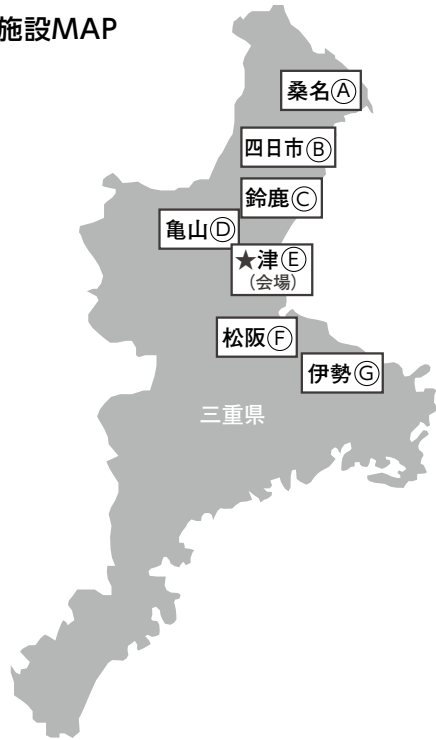 施設MAP
桑名Ⓐ
四日市Ⓑ
鈴鹿Ⓒ
亀山Ⓓ
★津Ⓔ
(会場)
松阪Ⓕ
伊勢Ⓖ
三重県